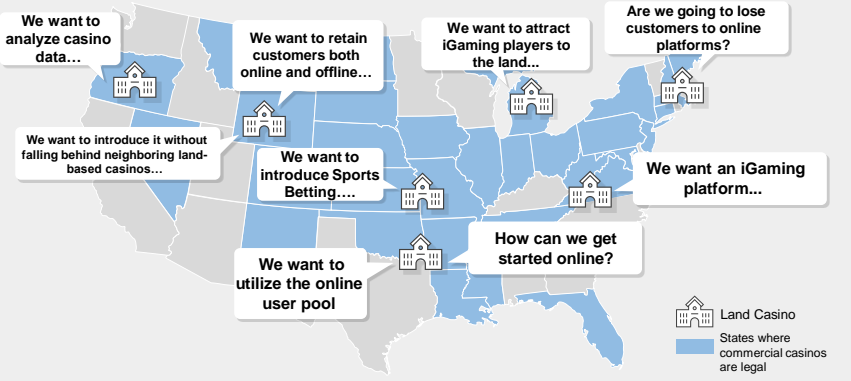 We want to
analyze casino
data…
We want to retain
customers both
online and offline…
We want to attract
iGaming players to
the land...
Are we going to lose
customers to online
platforms?
We want to introduce it without
falling behind neighboring land-
based casinos…
We want to
introduce Sports
Betting….
We want an iGaming
platform...
How can we get
started online?
We want to
utilize the online
user pool
Land Casino
States where
commercial casinos
are legal